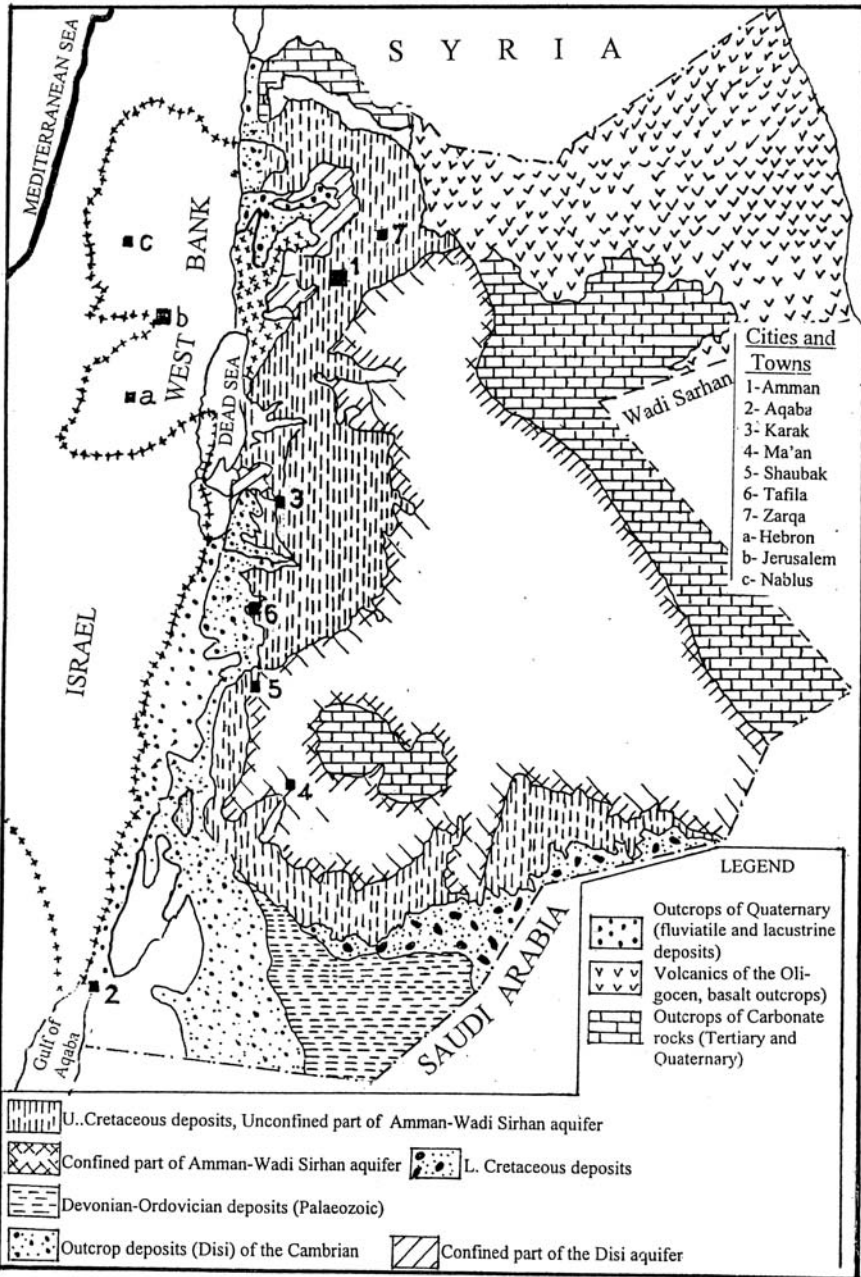 S Y R I A
MEDITERRANEAN SEA
WEST BANK
c
7
1
b
a
DEAD SEA
Wadi Sarhan
Cities and
Towns
1-Amman
2- Aqaba
3- Karak
4- Ma'an
5- Shaubak
6- Tafila
7- Zarqa
a-Hebron
b- Jerusalem
c- Nablus
3
6
ISRAEL
5
4
2
Gulf of
Aqaba
SAUDI ARABIA
LEGEND
Outcrops of Quaternary
(fluviatile and lacustrine
deposits)
Volcanics of the Oli-
gocen, basalt outcrops)
Outcrops of Carbonate
rocks (Tertiary and
Quaternary)
U..Cretaceous deposits, Unconfined part of Amman-Wadi Sirhan aquifer
Confined part of Amman-Wadi Sirhan aquifer
L. Cretaceous deposits
Devonian-Ordovician deposits (Palaeozoic)
Outcrop deposits (Disi) of the Cambrian
Confined part of the Disi aquifer